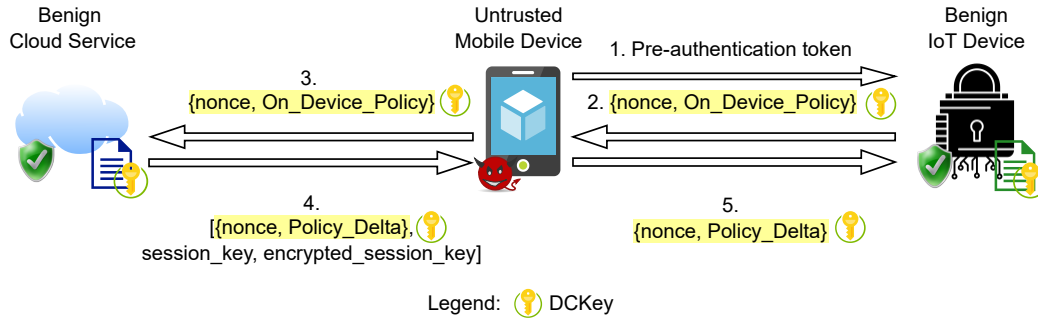 Benign
Cloud Service
Untrusted
Mobile Device
Benign
IoT Device
1. Pre-authentication token
3.
{nonce, On_Device_Policy}
2. {nonce, On_Device_Policy}
4.
[{nonce, Policy_Delta},
session_key, encrypted_session_key]
5.
{nonce, Policy_Delta}
Legend: DCKey